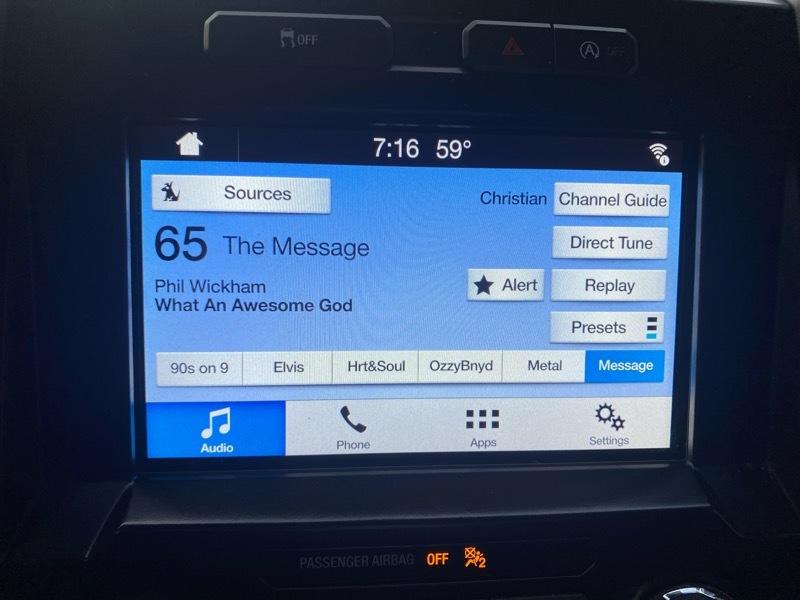 OFF
A OFF
7:16 59°
Sources
Christian Channel Guide
65 The Message
Direct Tune
Phil Wickham
What An Awesome God
Alert
Replay
Presets
90s on 9 Elvis Hrt&Soul OzzyBnyd Metal Message
Audio Phone Apps Settings
PASSENGER AIRBAG OFF 2